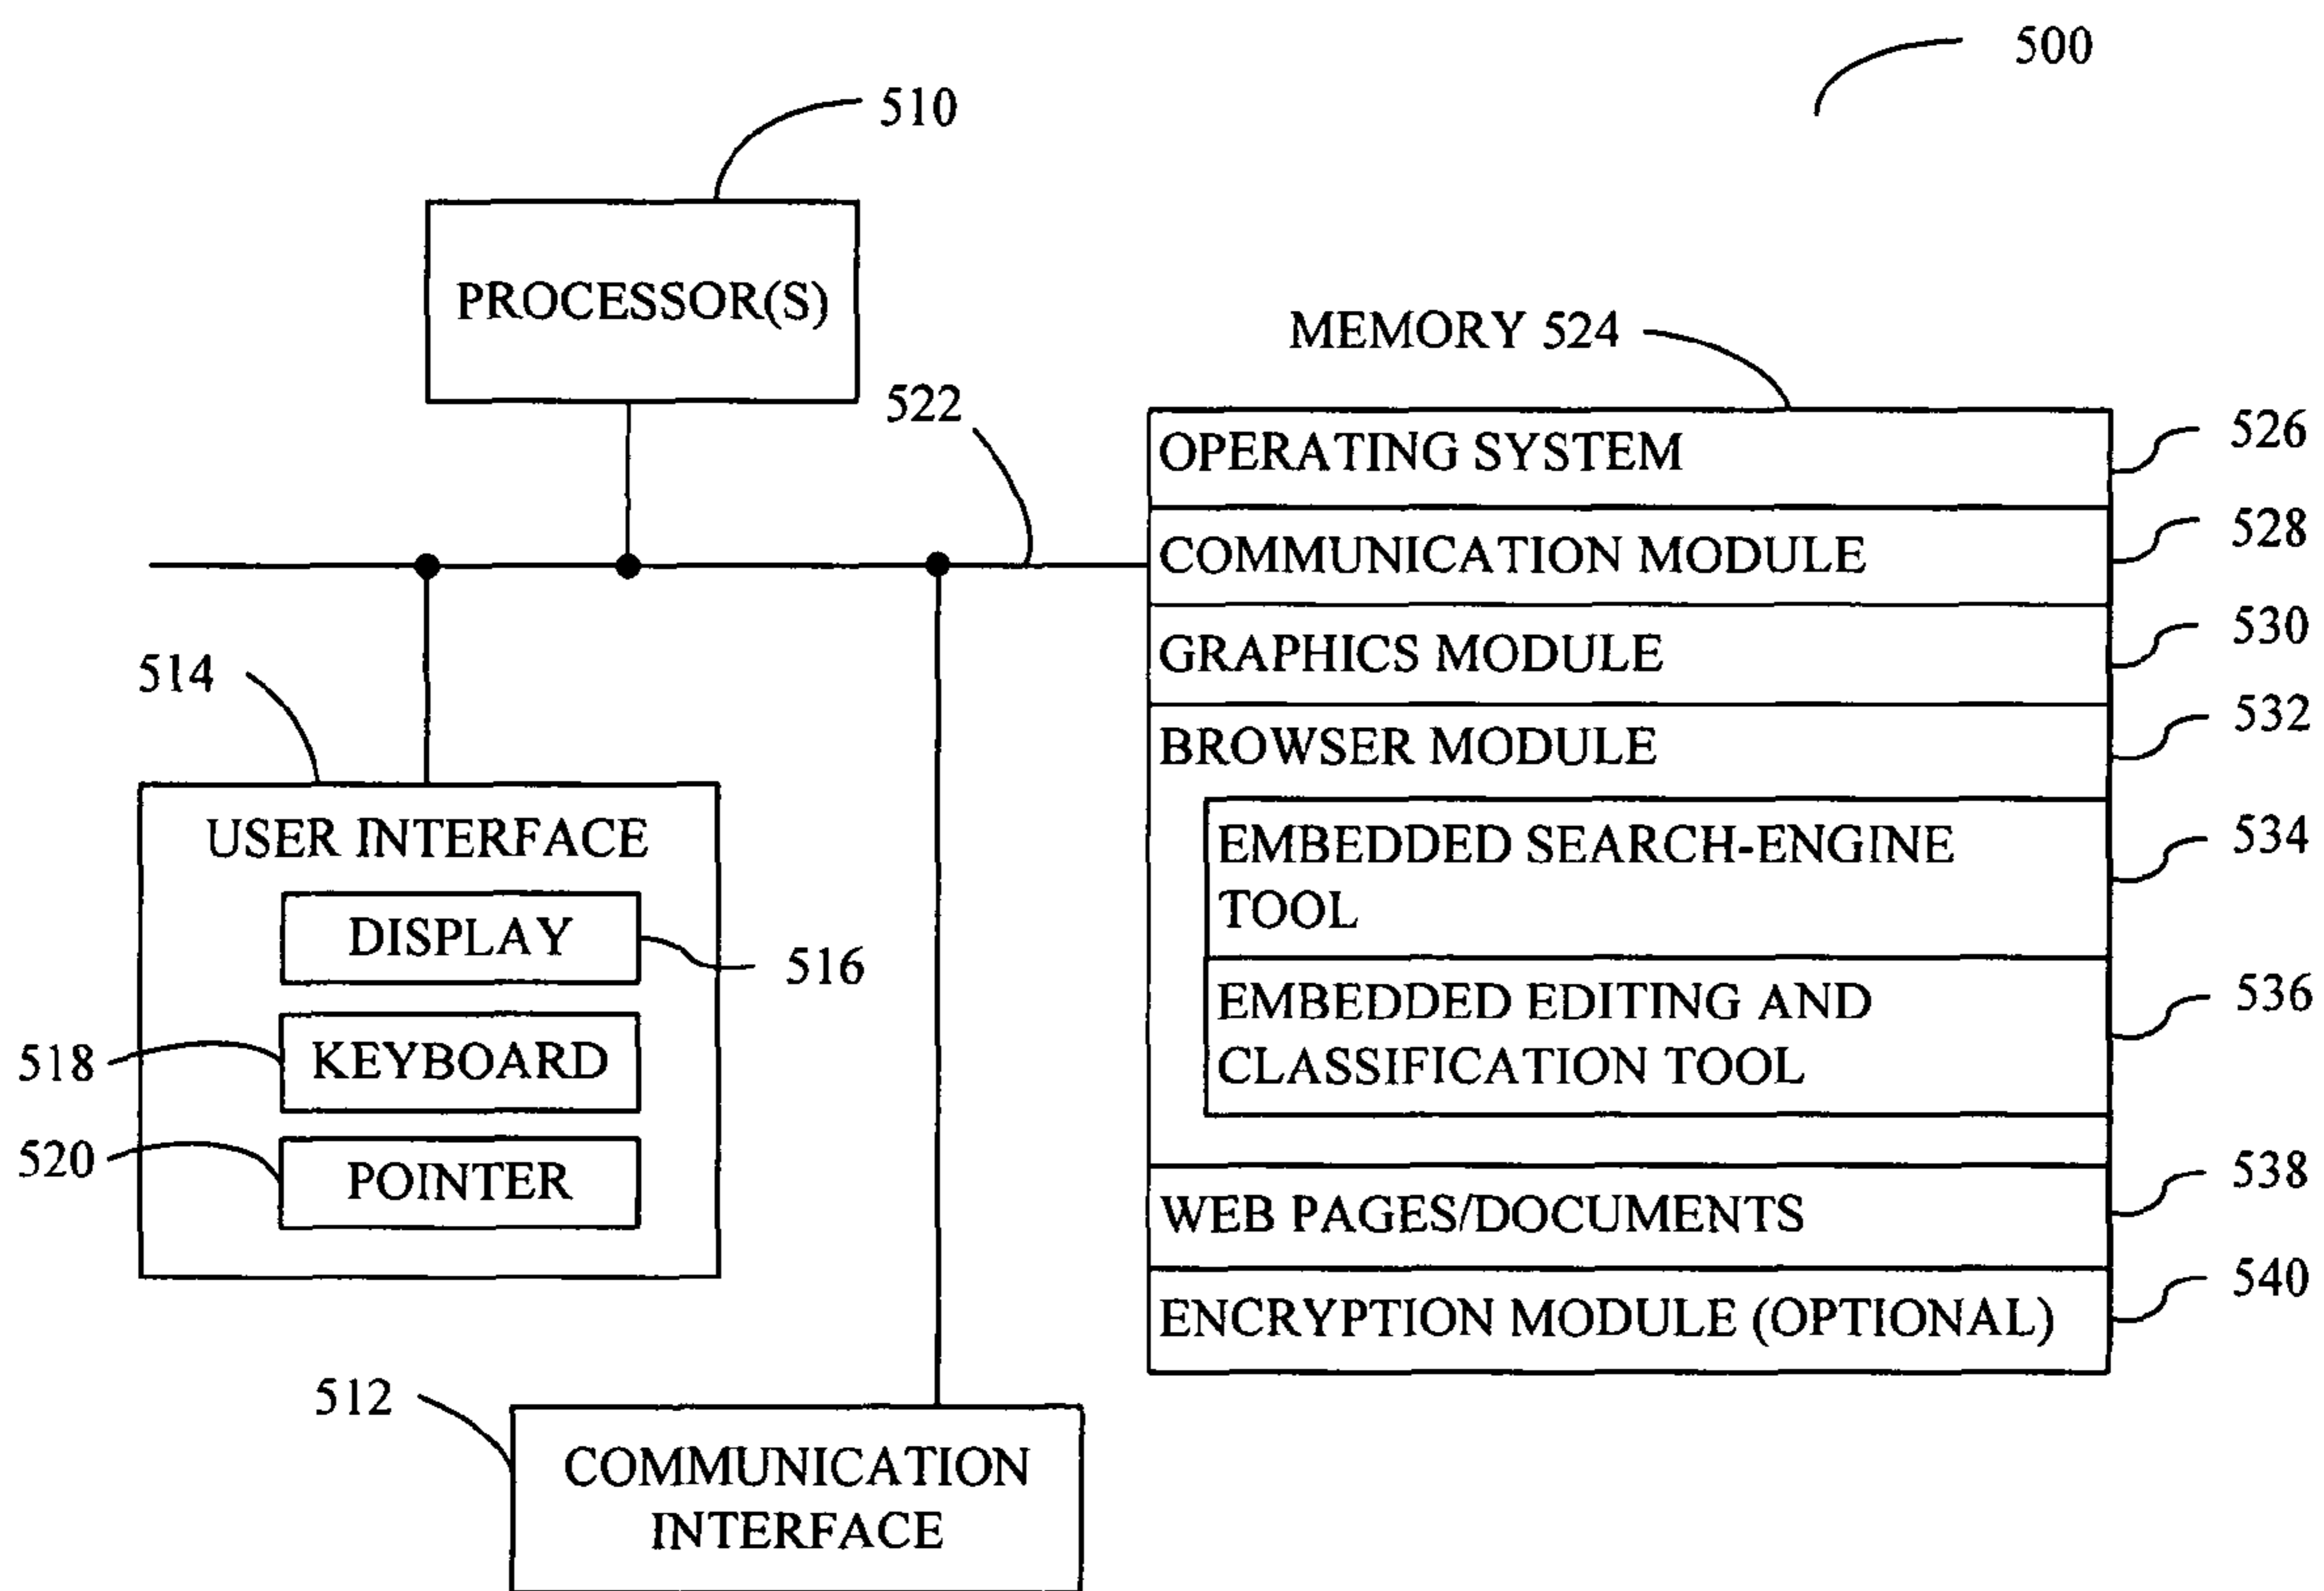 500
510
PROCESSOR(S)
MEMORY 524
522
OPERATING SYSTEM
526
COMMUNICATION MODULE
528
GRAPHICS MODULE
530
BROWSER MODULE
532
EMBEDDED SEARCH-ENGINE
TOOL
534
EMBEDDED EDITING AND
CLASSIFICATION TOOL
536
WEB PAGES/DOCUMENTS
538
ENCRYPTION MODULE (OPTIONAL)
540
514
USER INTERFACE
DISPLAY
516
518
KEYBOARD
520
POINTER
512
COMMUNICATION
INTERFACE